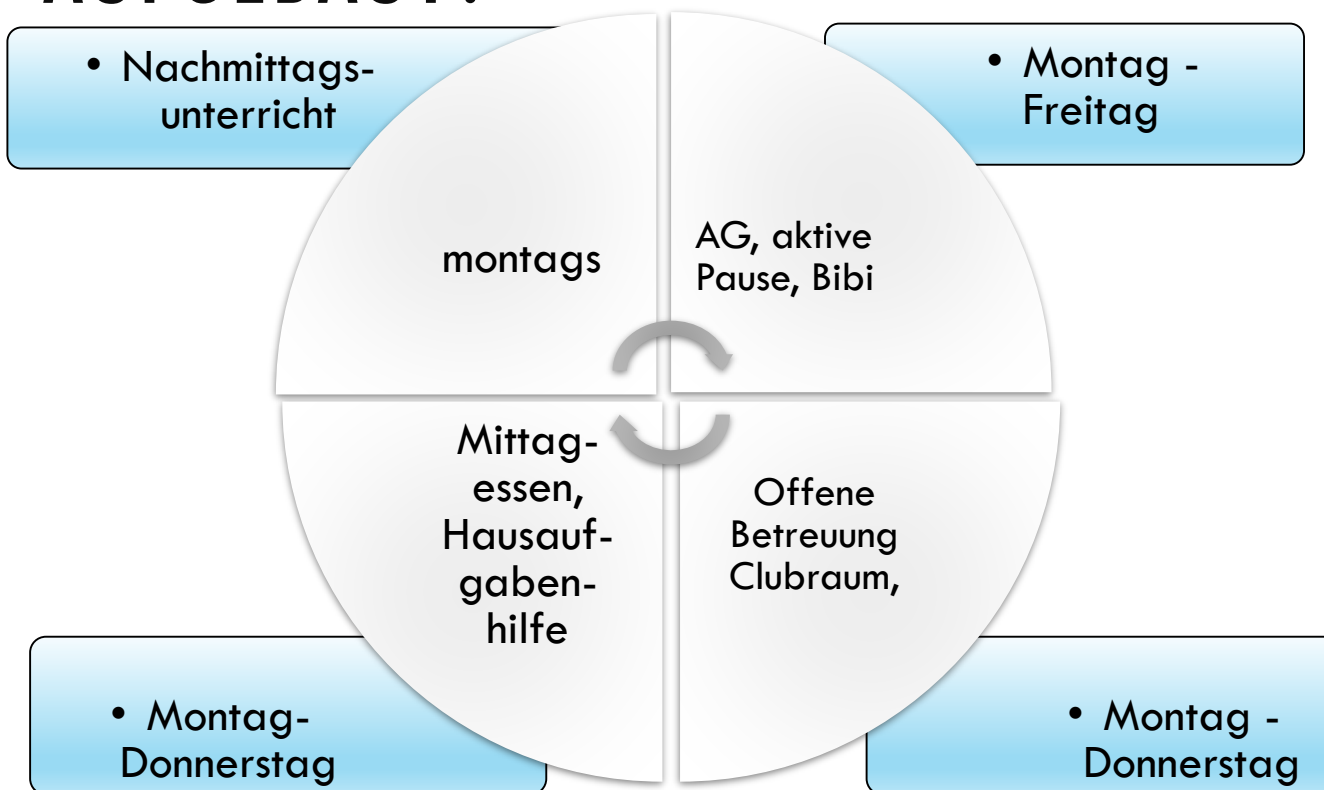 • Nachmittags-
unterricht
• Montag -
Freitag
montags
AG, aktive
Pause, Bibi
Mittag-
essen,
Hausauf-
gaben-
hilfe
Offene
Betreuung
Clubraum,
• Montag-
Donnerstag
• Montag -
Donnerstag